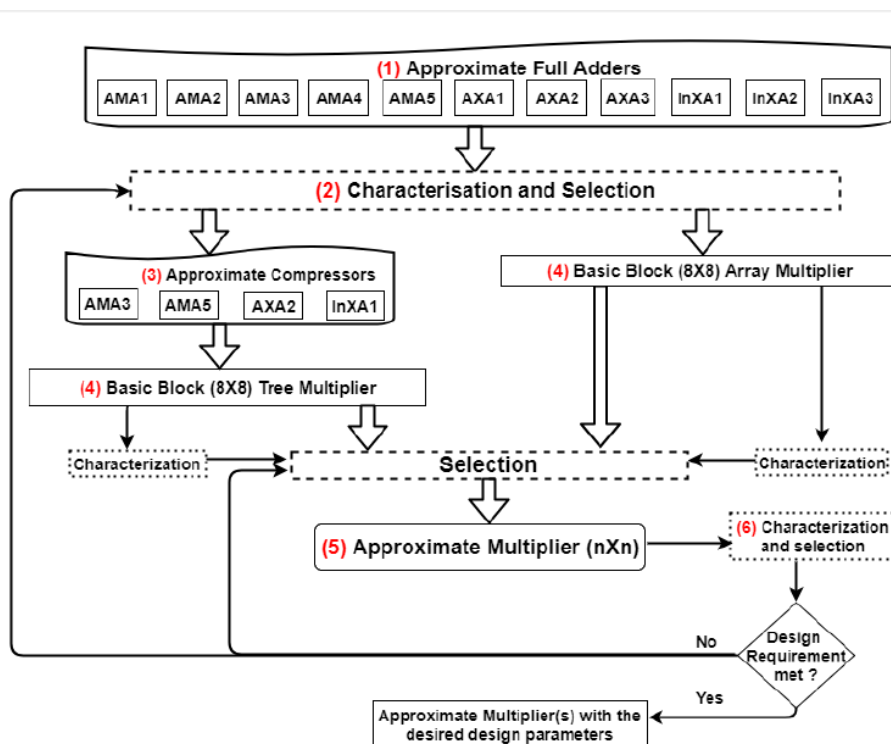 (1) Approximate Full Adders
AMA1 AMA2 AMA3 AMA4 AMA5 AXA1 AXA2 AXA3 InXA1 InXA2 InXA3
(2) Characterisation and Selection
(3) Approximate Compressors
AMA3 AMA5 AXA2 InXA1
(4) Basic Block (8X8) Array Multiplier
(4) Basic Block (8X8) Tree Multiplier
Characterization
Selection
Characterization
(5) Approximate Multiplier (nXn)
(6) Characterization
and selection
Design
Requirement
met ?
No
Yes
Approximate Multiplier(s) with the
desired design parameters